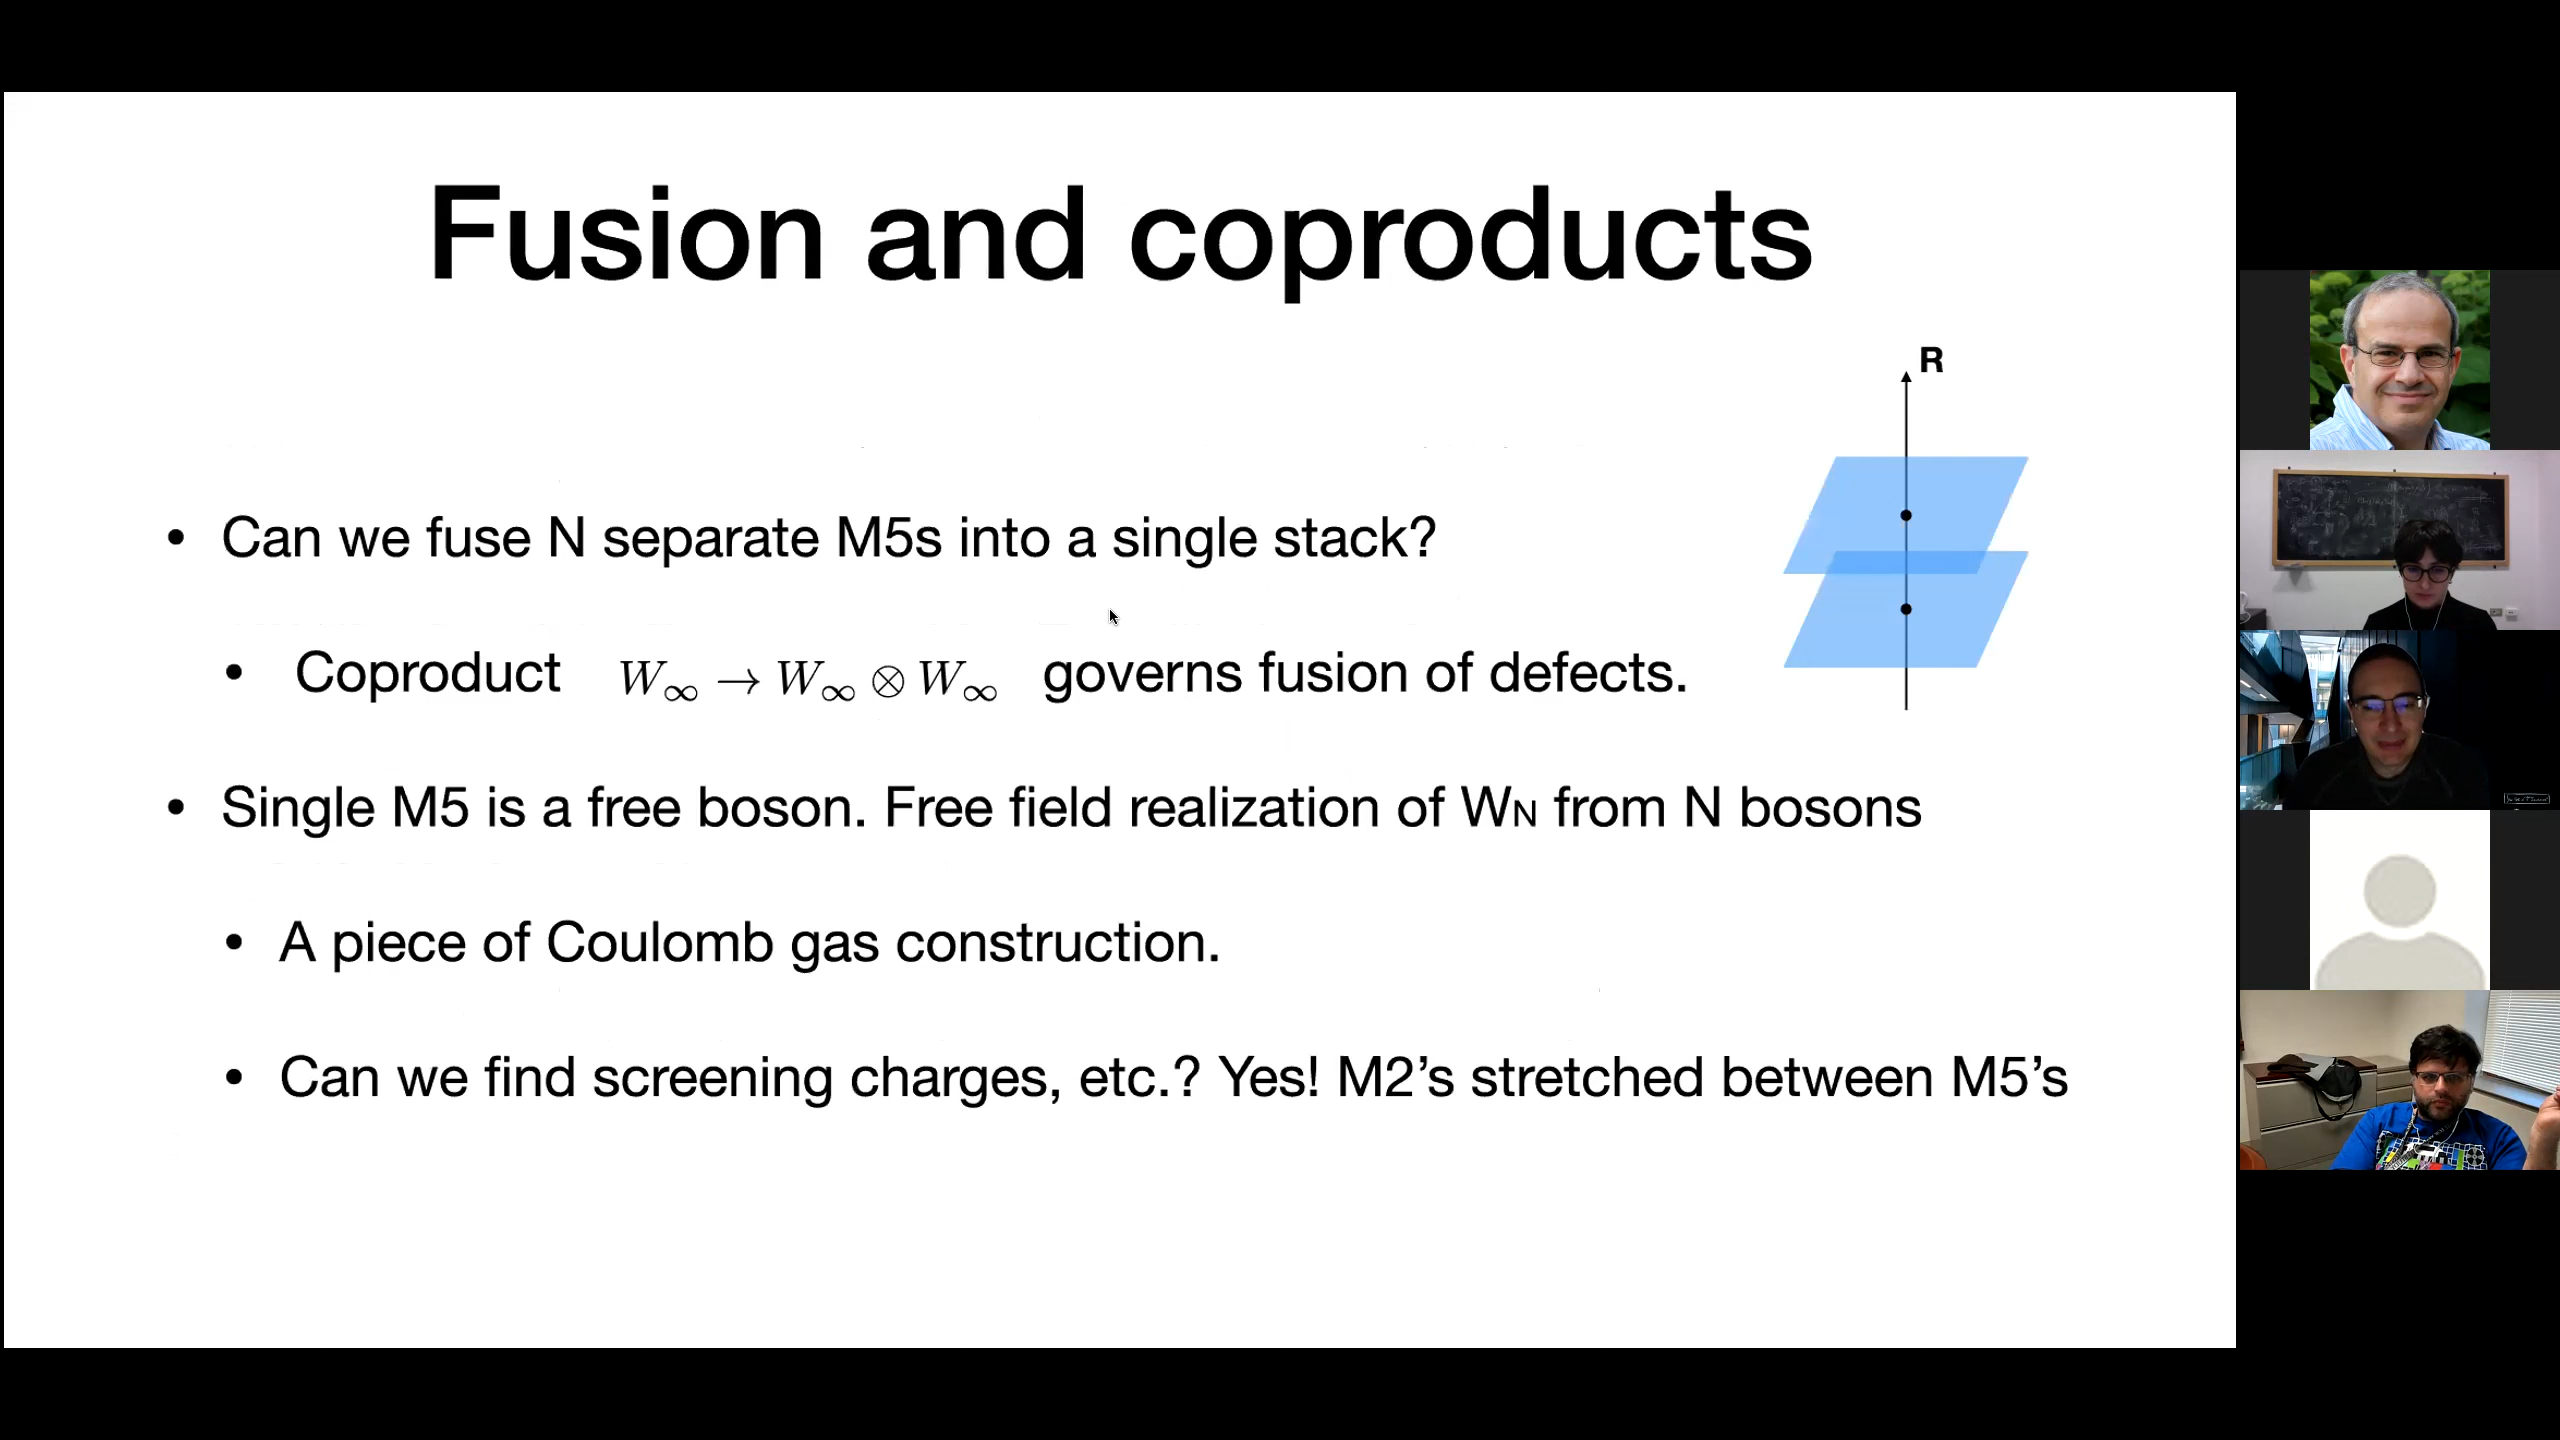 Fusion and coproducts
R
• Can we fuse N separate M5s into a single stack?
• Coproduct W∞ → W∞ ⊗ W∞ governs fusion of defects.
• Single M5 is a free boson. Free field realization of WN from N bosons
• A piece of Coulomb gas construction.
• Can we find screening charges, etc.? Yes! M2’s stretched between M5’s